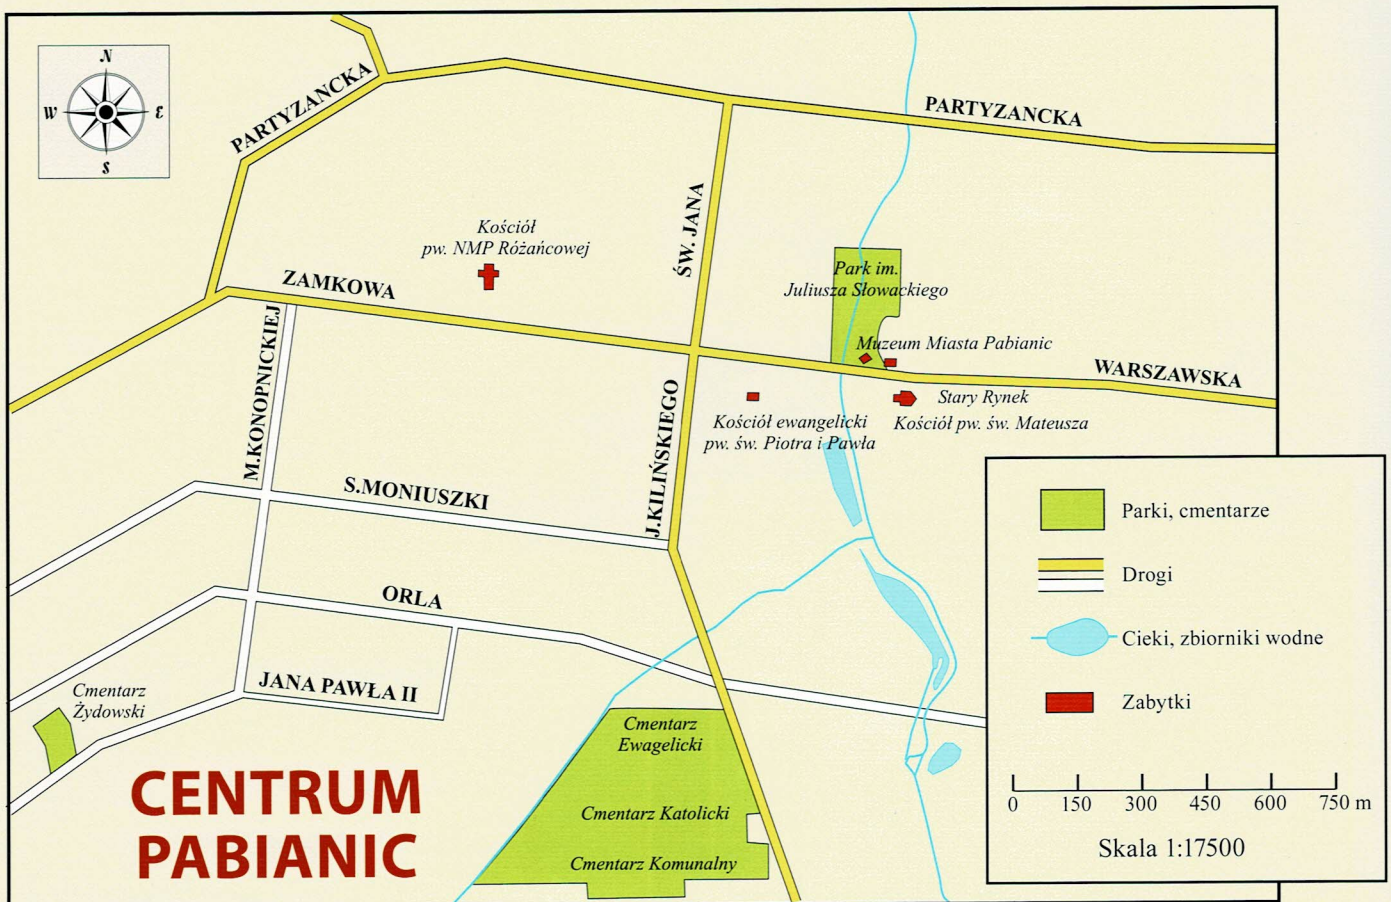 N
W
E
S
PARTYZANCKA
PARTYZANCKA
ŚW. JANA
Kościół
pw. NMP Różańcowej
ZAMKOWA
Park im.
Juliusza Słowackiego
Muzeum Miasta Pabianic
WARSZAWSKA
Stary Rynek
Kościół pw. św. Mateusza
Kościół ewangelicki
pw. św. Piotra i Pawła
M.KONOPNICKIEJ
J.KILIŃSKIEGO
S.MONIUSZKI
ORLA
JANA PAWŁA II
Cmentarz
Żydowski
Cmentarz
Ewagelicki
Cmentarz Katolicki
Cmentarz Komunalny
CENTRUM
PABIANIC
Parki, cmentarze
Drogi
Cieki, zbiorniki wodne
Zabytki
0 150 300 450 600 750 m
Skala 1:17500